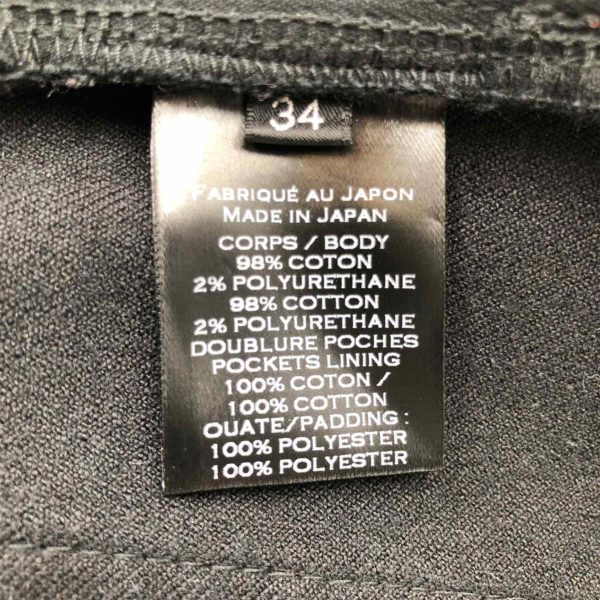 34
FABRIQUÉ AU JAPON
MADE IN JAPAN
CORPS / BODY
98% COTON
2% POLYURETHANE
98% COTTON
2% POLYURETHANE
DOUBLURE POCHES
POCKETS LINING
100% COTON /
100% COTTON
OUATE/PADDING :
100% POLYESTER
100% POLYESTER